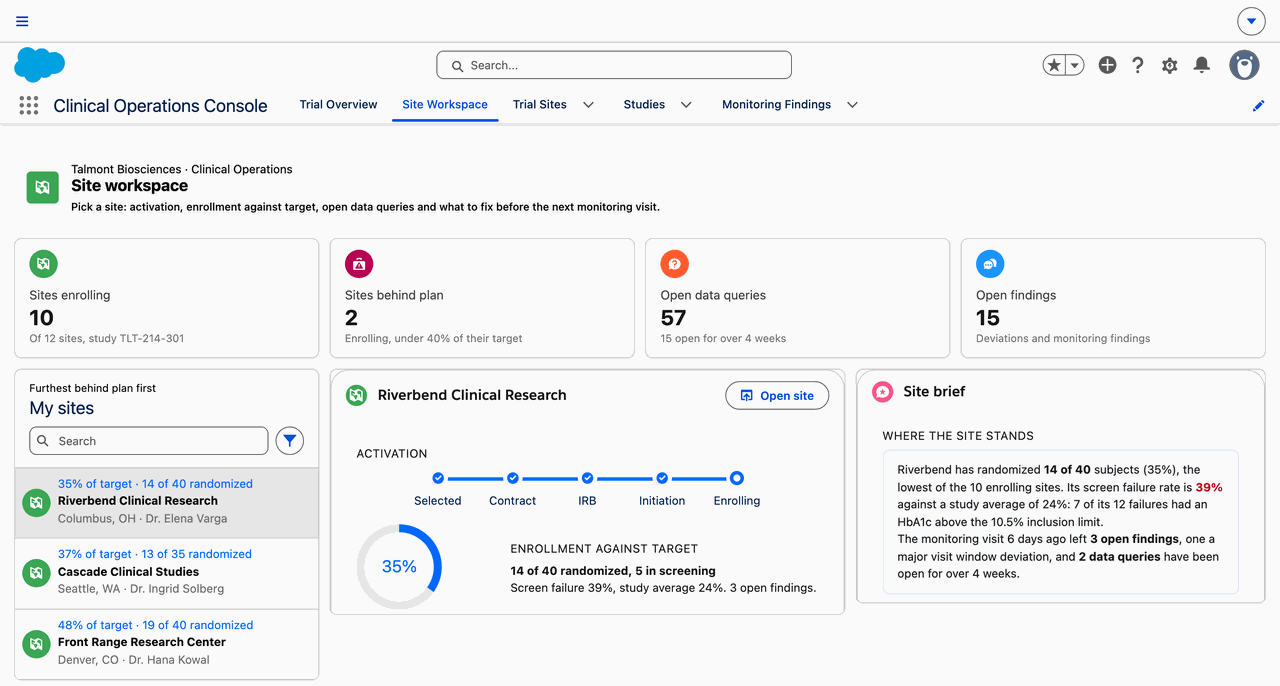 Search...
Clinical Operations Console
Trial Overview
Site Workspace
Trial Sites
Studies
Monitoring Findings
Talmont Biosciences · Clinical Operations
Site workspace
Pick a site: activation, enrollment against target, open data queries and what to fix before the next monitoring visit.
Sites enrolling
10
Of 12 sites, study TLT-214-301
Sites behind plan
2
Enrolling, under 40% of their target
Open data queries
57
15 open for over 4 weeks
Open findings
15
Deviations and monitoring findings
Furthest behind plan first
My sites
Search
35% of target · 14 of 40 randomized
Riverbend Clinical Research
Columbus, OH · Dr. Elena Varga
37% of target · 13 of 35 randomized
Cascade Clinical Studies
Seattle, WA · Dr. Ingrid Solberg
48% of target · 19 of 40 randomized
Front Range Research Center
Denver, CO · Dr. Hana Kowal
Riverbend Clinical Research
Open site
ACTIVATION
Selected
Contract
IRB
Initiation
Enrolling
35%
ENROLLMENT AGAINST TARGET
14 of 40 randomized, 5 in screening
Screen failure 39%, study average 24%. 3 open findings.
Site brief
WHERE THE SITE STANDS
Riverbend has randomized 14 of 40 subjects (35%), the
lowest of the 10 enrolling sites. Its screen failure rate is 39%
against a study average of 24%: 7 of its 12 failures had an
HbA1c above the 10.5% inclusion limit.
The monitoring visit 6 days ago left 3 open findings, one a
major visit window deviation, and 2 data queries have been
open for over 4 weeks.